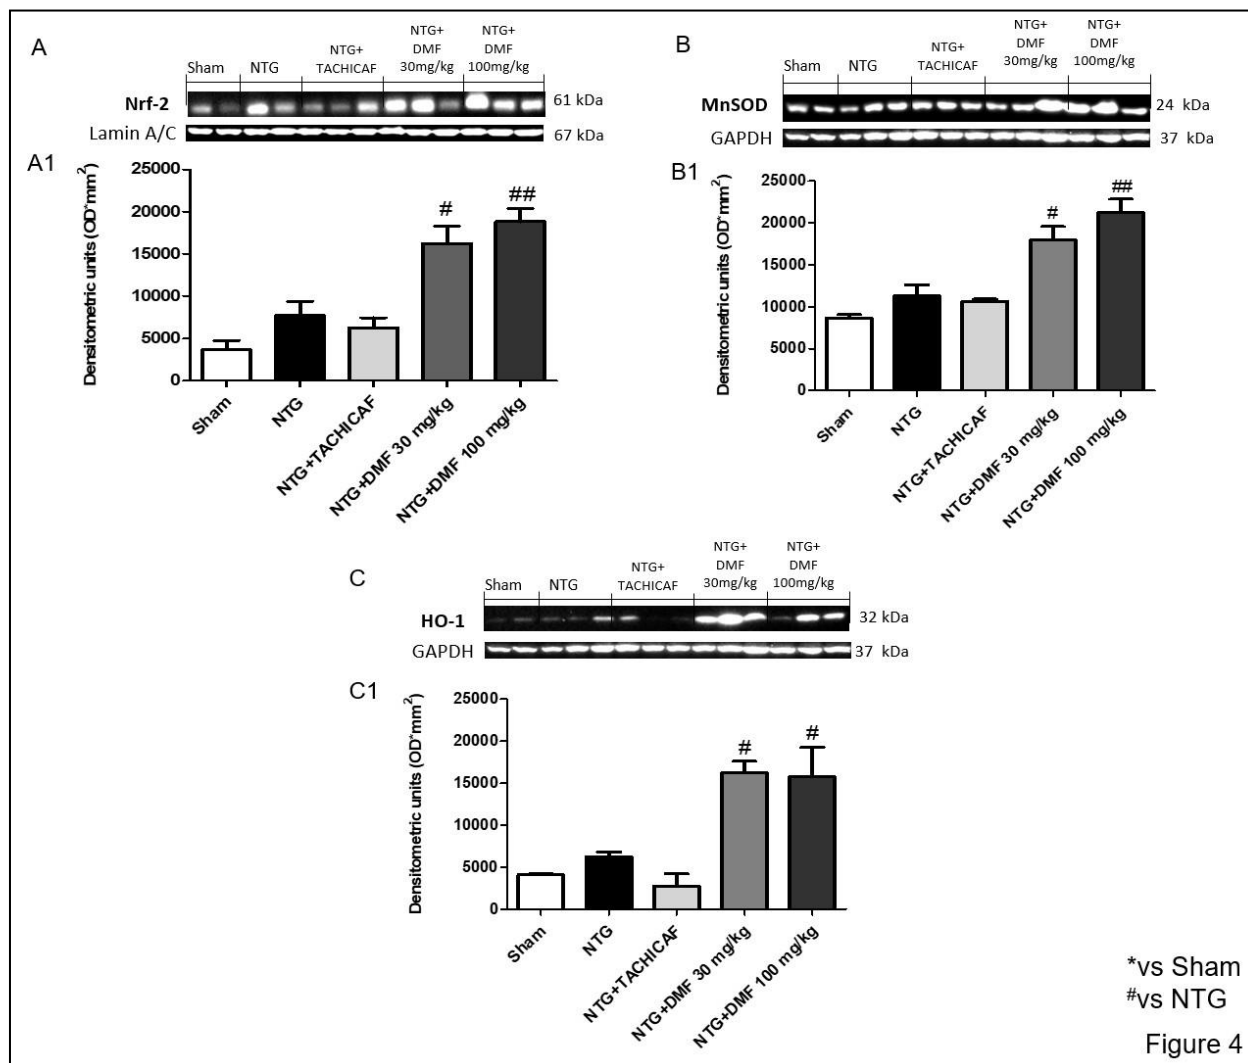 A
Sham
NTG
NTG+
TACHICAF
NTG+
DMF
30mg/kg
NTG+
DMF
100mg/kg
Nrf-2
61 kDa
Lamin A/C
67 kDa
A1
Densitometric units (OD*mm²)
25000
20000
15000
10000
5000
0
#
##
Sham
NTG
NTG+TACHICAF
NTG+DMF 30 mg/kg
NTG+DMF 100 mg/kg
B
Sham
NTG
NTG+
TACHICAF
NTG+
DMF
30mg/kg
NTG+
DMF
100mg/kg
MnSOD
24 kDa
GAPDH
37 kDa
B1
Densitometric units (OD*mm²)
25000
20000
15000
10000
5000
0
#
##
Sham
NTG
NTG+TACHICAF
NTG+DMF 30 mg/kg
NTG+DMF 100 mg/kg
C
Sham
NTG
NTG+
TACHICAF
NTG+
DMF
30mg/kg
NTG+
DMF
100mg/kg
HO-1
32 kDa
GAPDH
37 kDa
C1
Densitometric units (OD*mm²)
25000
20000
15000
10000
5000
0
#
#
Sham
NTG
NTG+TACHICAF
NTG+DMF 30 mg/kg
NTG+DMF 100 mg/kg
*vs Sham
#vs NTG
Figure 4